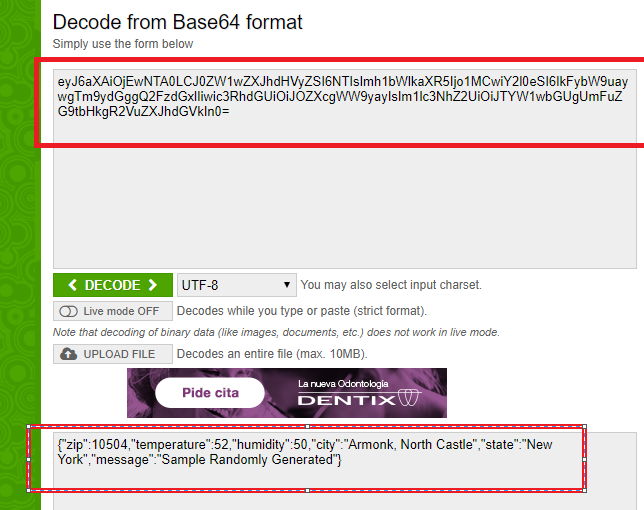 Decode from Base64 format
Simply use the form below
eyJ6aXAiOjEwNTA0LCJ0ZW1wZXJhdHVyZSI6NTIsImh1bWlkaXR5Ijo1MCwiY2l0eSI6IkFybW9uay
wgTm9ydGggQ2FzdGxlIiwic3RhdGUiOiJOZXcgWW9yayIsIm1lc3NhZ2UiOiJTYW1wbGUgUmFuZ
G9tbHkgR2VuZXJhdGVkIn0=
DECODE UTF-8 You may also select input charset.
Live mode OFF Decodes while you type or paste (strict format).
Note that decoding of binary data (like images, documents, etc.) does not work in live mode.
UPLOAD FILE Decodes an entire file (max. 10MB).
Pide cita La nueva Odontología
DENTIX
{"zip":10504,"temperature":52,"humidity":50,"city":"Armonk, North Castle","state":"New
York","message":"Sample Randomly Generated"}